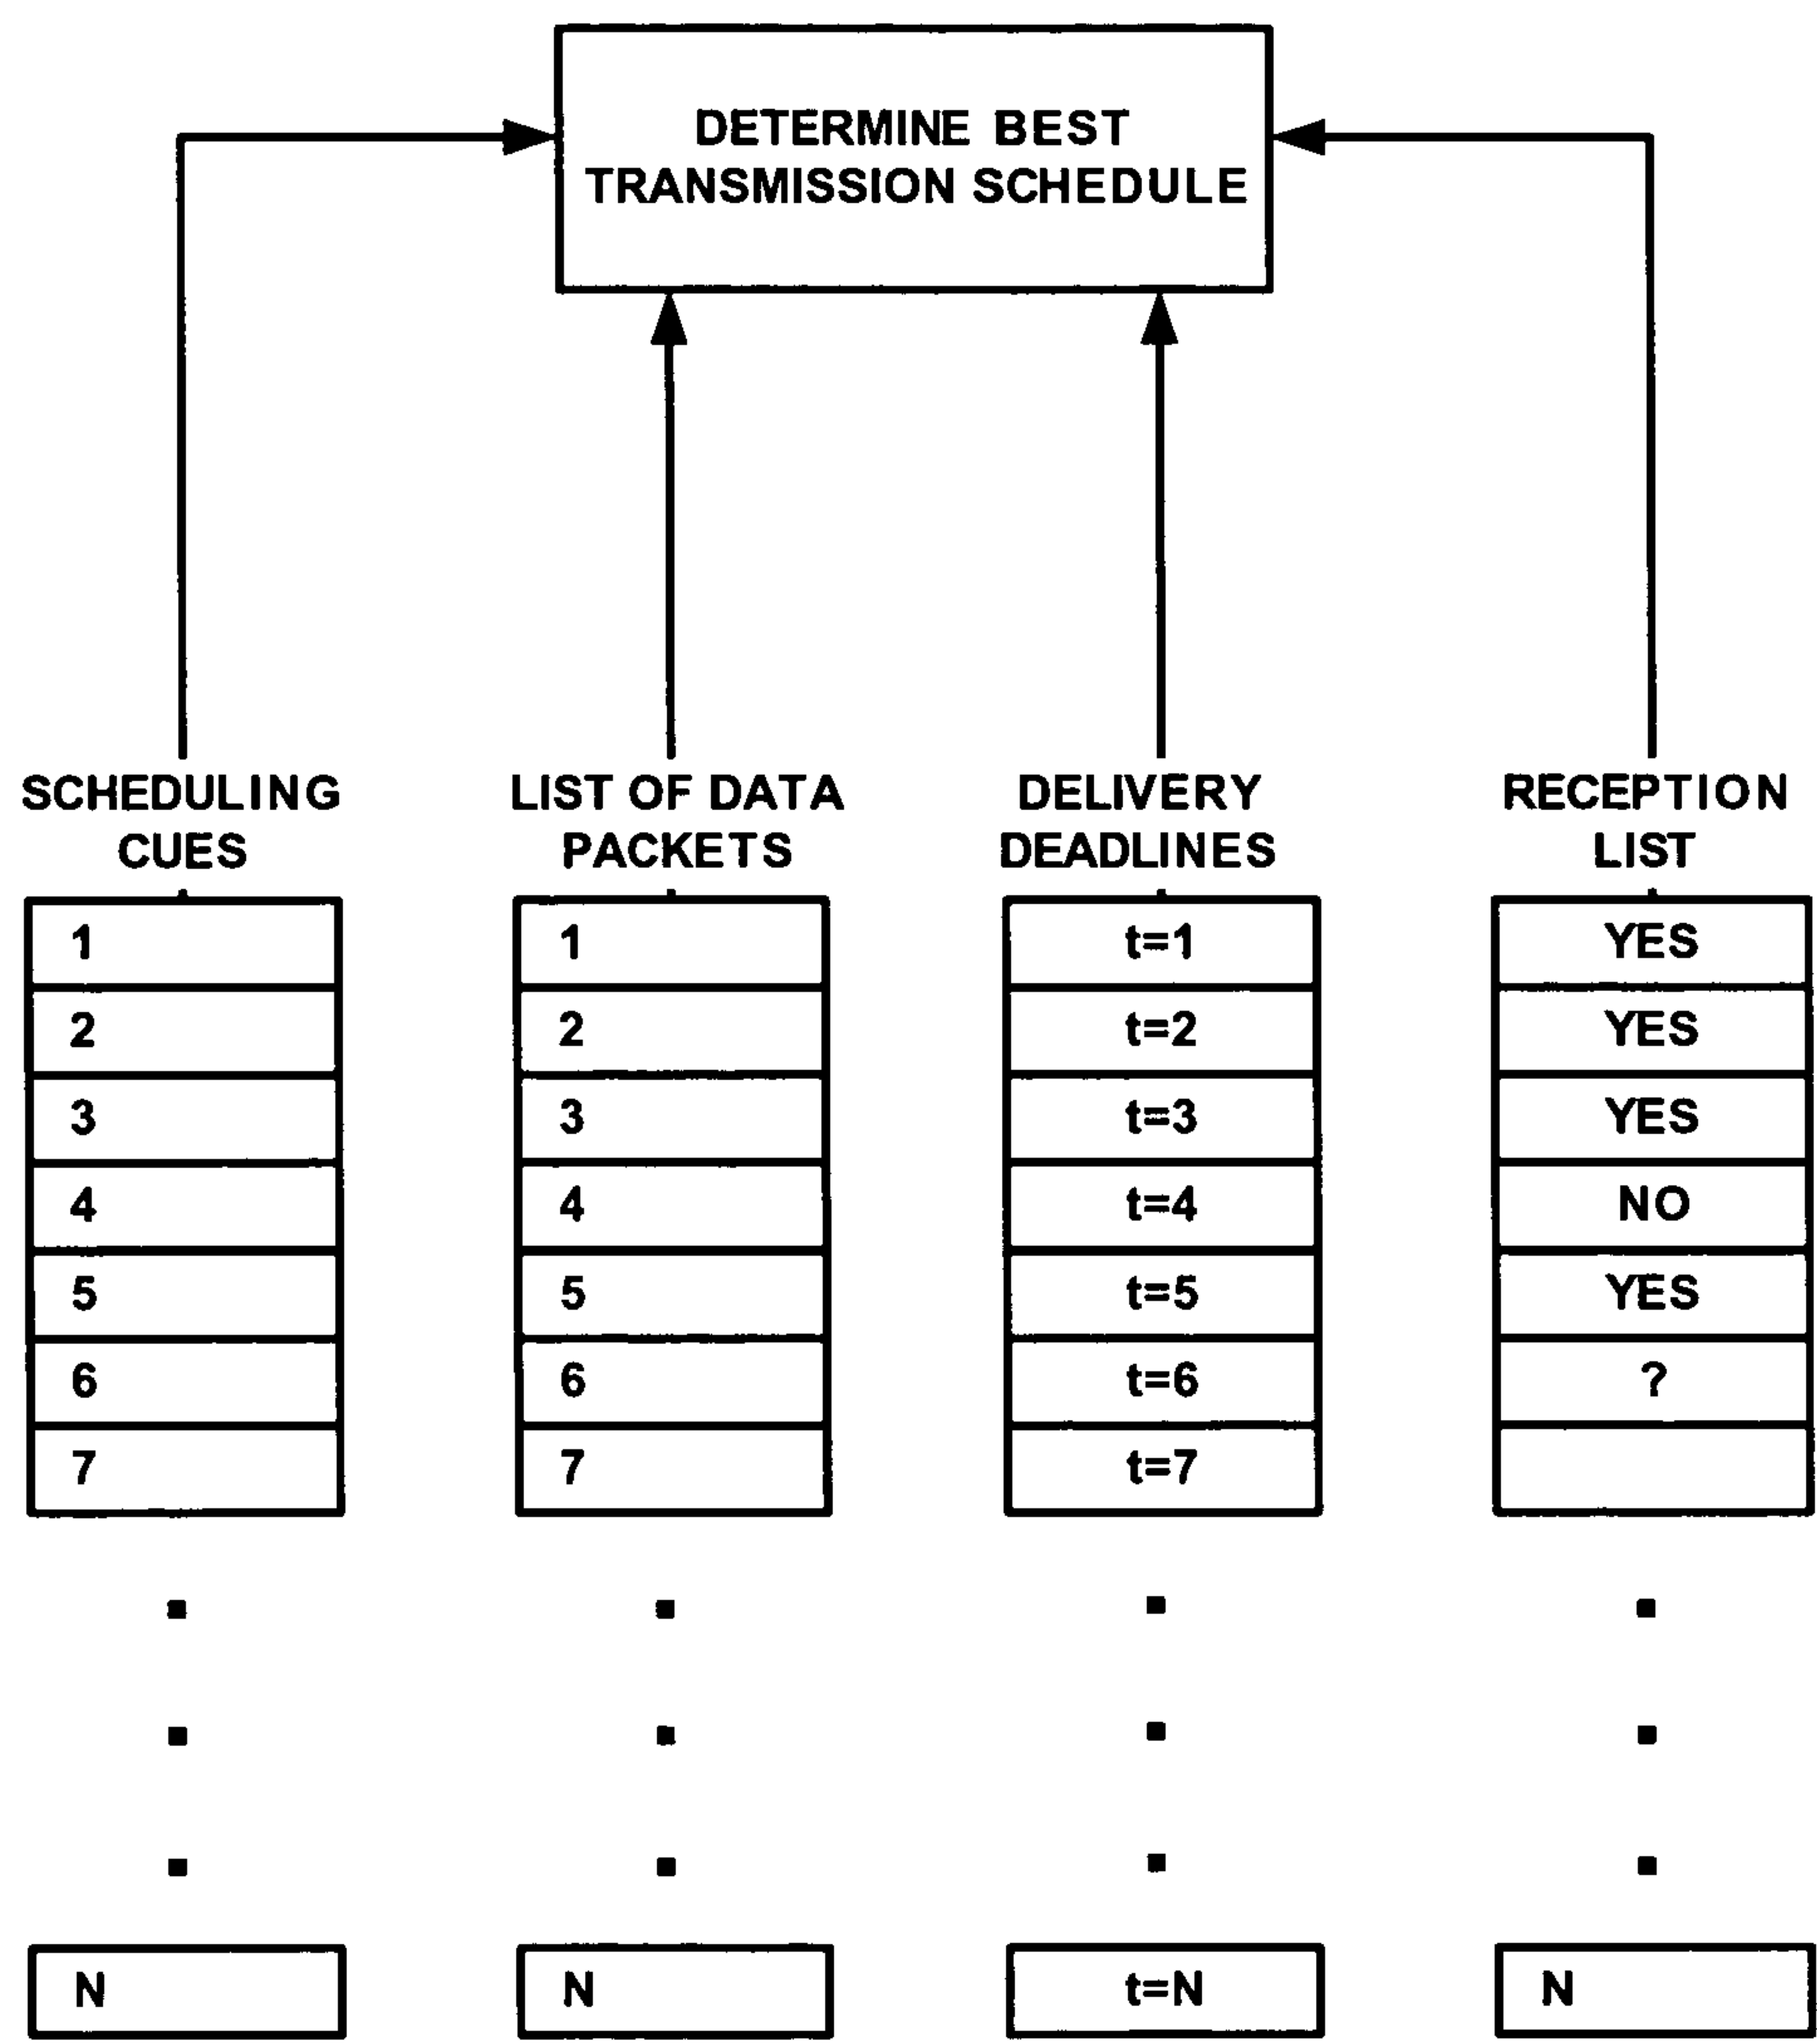 DETERMINE BEST
TRANSMISSION SCHEDULE
SCHEDULING
CUES
LIST OF DATA
PACKETS
DELIVERY
DEADLINES
RECEPTION
LIST
1 1 t=1 YES
2 2 t=2 YES
3 3 t=3 YES
4 4 t=4 NO
5 5 t=5 YES
6 6 t=6 ?
7 7 t=7
N N t=N N